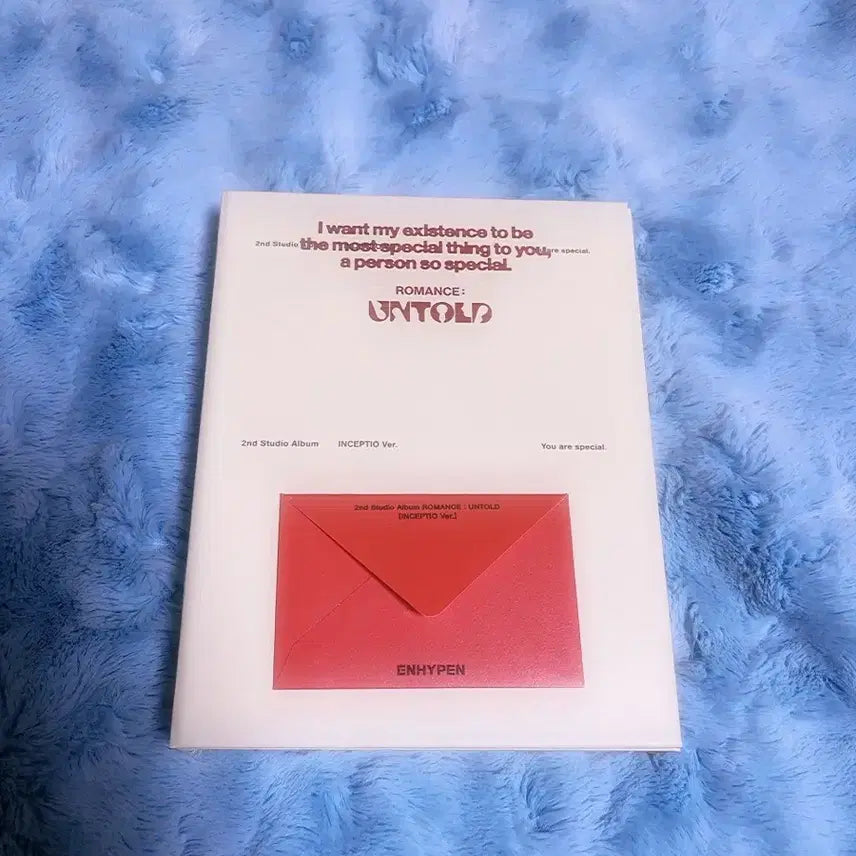 I want my existence to be
2nd Studio the most special thing to you, are special.
a person so special.
ROMANCE :
UNTOLD
2nd Studio Album INCEPTIO Ver. You are special.
2nd Studio Album ROMANCE : UNTOLD
[INCEPTIO Ver.]
ENHYPEN